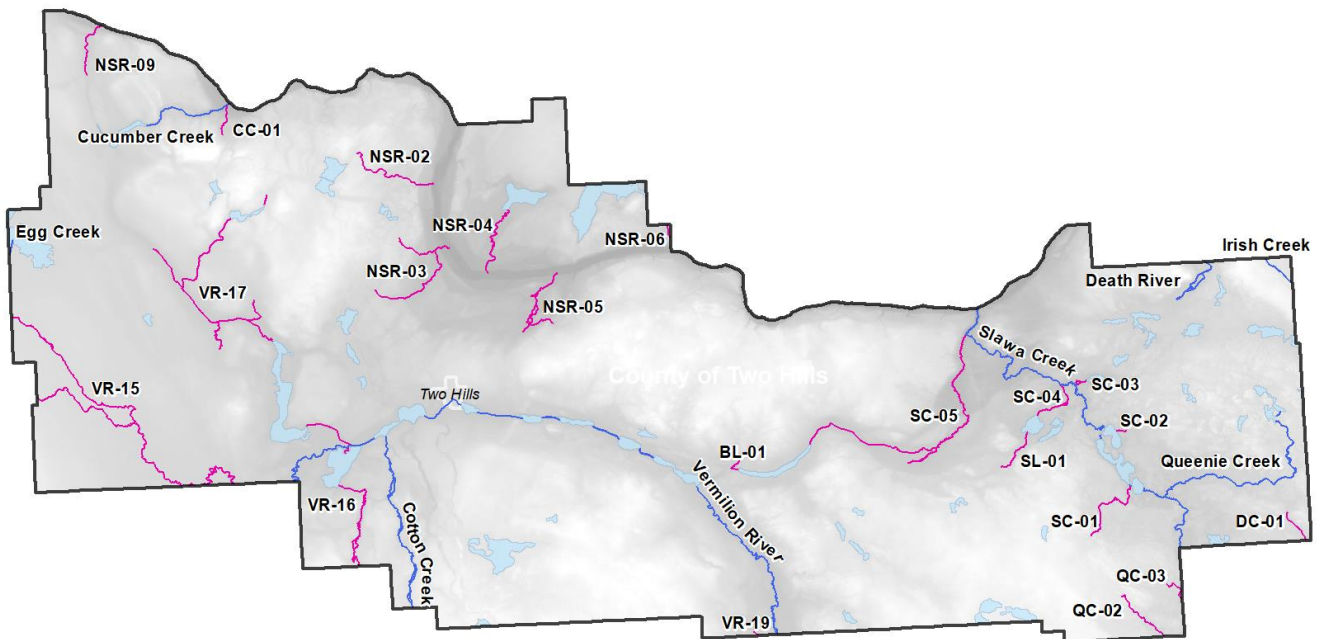 NSR-09
Cucumber Creek
CC-01
NSR-02
Egg Creek
NSR-04
NSR-06
Irish Creek
Death River
NSR-03
VR-17
NSR-05
Slawa Creek
County of Two Hills
VR-15
Two Hills
SC-03
SC-04
SC-05
SC-02
BL-01
SL-01
Queenie Creek
Vermilion River
VR-16
Cotton Creek
SC-01
DC-01
QC-03
QC-02
VR-19